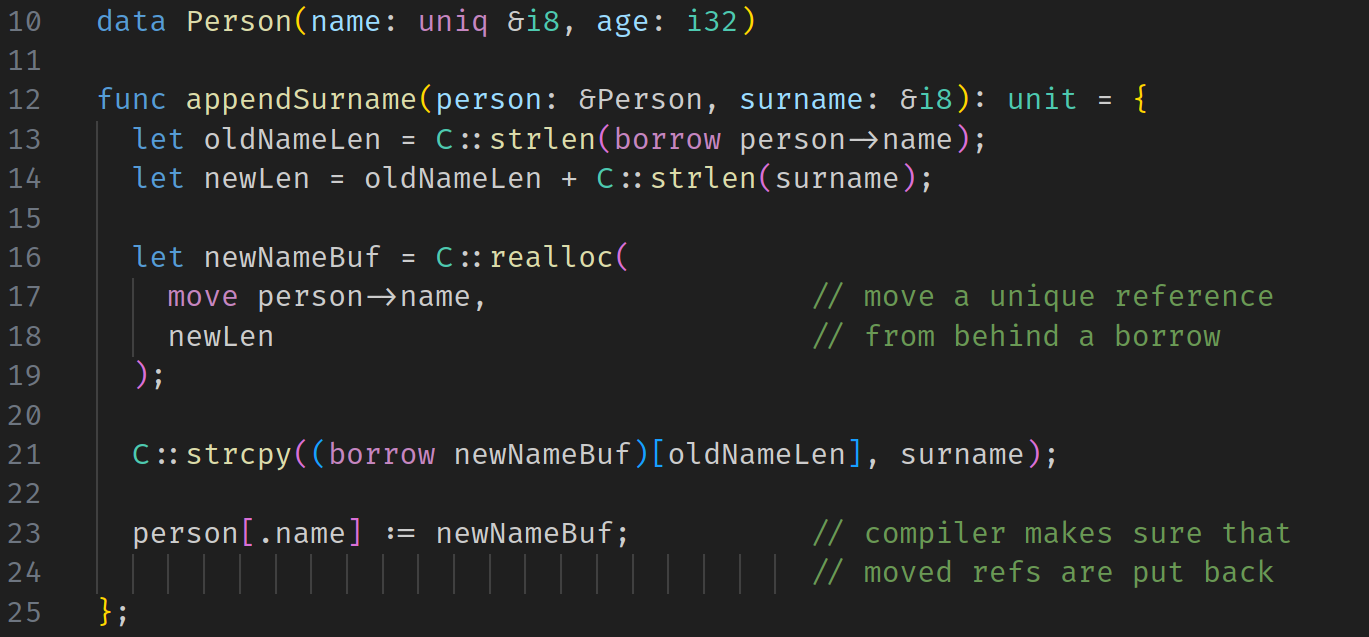 10 data Person(name: uniq &i8, age: i32)
11
12 func appendSurname(person: &Person, surname: &i8): unit = {
13 let oldNameLen = C::strlen(borrow person->name);
14 let newLen = oldNameLen + C::strlen(surname);
15
16 let newNameBuf = C::realloc(
17 move person->name, // move a unique reference
18 newLen // from behind a borrow
19 );
20
21 C::strcpy((borrow newNameBuf)[oldNameLen], surname);
22
23 person[.name] := newNameBuf; // compiler makes sure that
24 // moved refs are put back
25 };